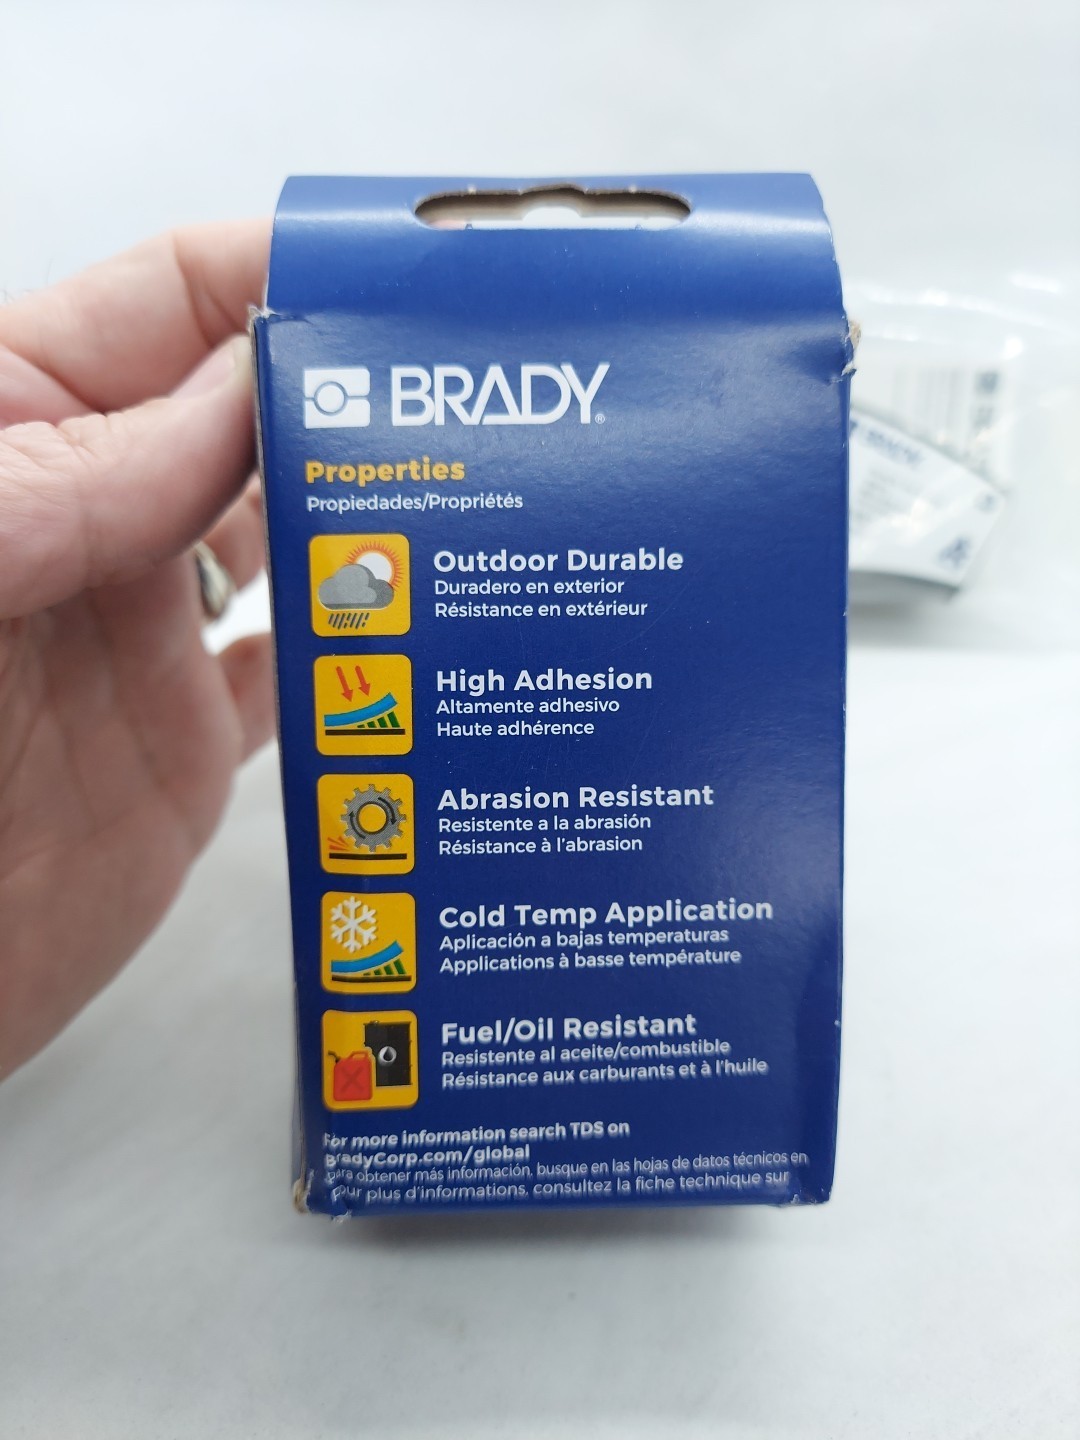 BRADY®
Properties
Propiedades/Propriétés
Outdoor Durable
Duradero en exterior
Résistance en extérieur
High Adhesion
Altamente adhesivo
Haute adhérence
Abrasion Resistant
Resistente a la abrasión
Résistance à l'abrasion
Cold Temp Application
Aplicación a bajas temperaturas
Applications à basse température
Fuel/Oil Resistant
Resistente al aceite/combustible
Résistance aux carburants et à l'huile
For more information search TDS on
BradyCorp.com/global
Para obtener más información, busque en las hojas de datos técnicos en
Pour plus d'informations, consultez la fiche technique sur